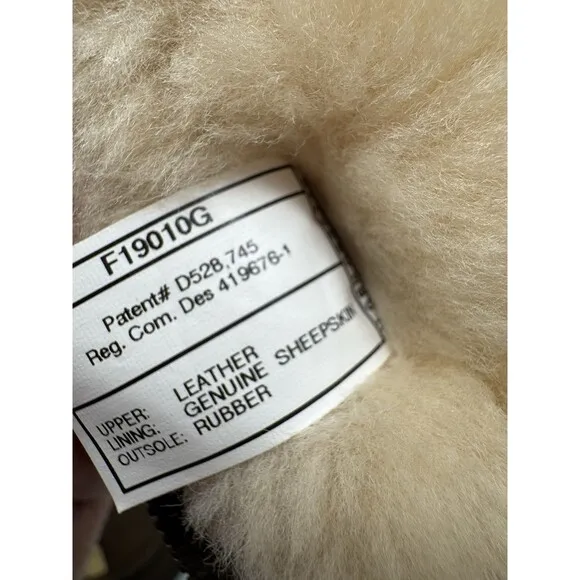 F19010G
Patent# D528,745
Reg. Com. Des 419676-1
UPPER: LEATHER
LINING: GENUINE SHEEPSKIN
OUTSOLE: RUBBER